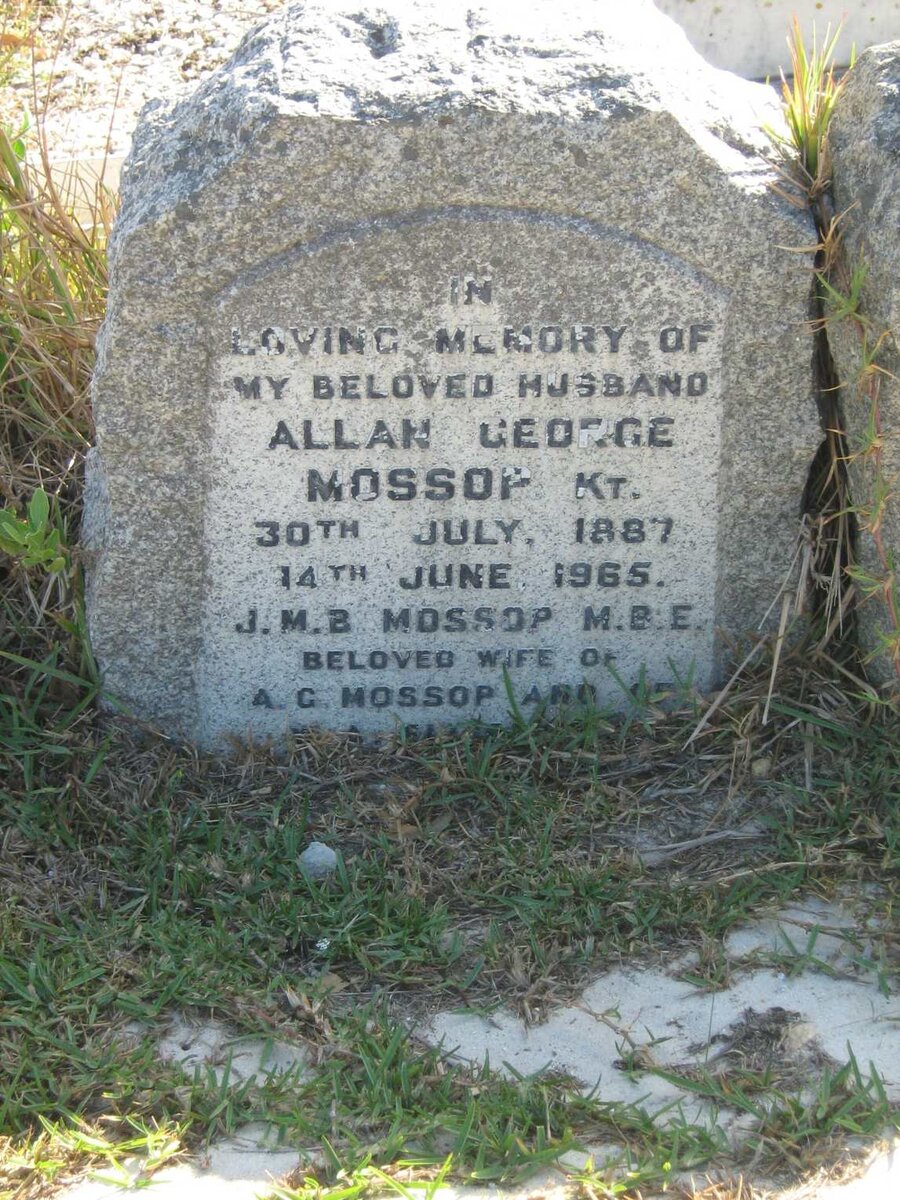 IN
LOVING MEMORY OF
MY BELOVED HUSBAND
ALLAN GEORGE
MOSSOP KT.
30TH JULY, 1887
14TH JUNE 1965.
J.M.B MOSSOP M.B.E.
BELOVED WIFE OF
A.G. MOSSOP AND OF